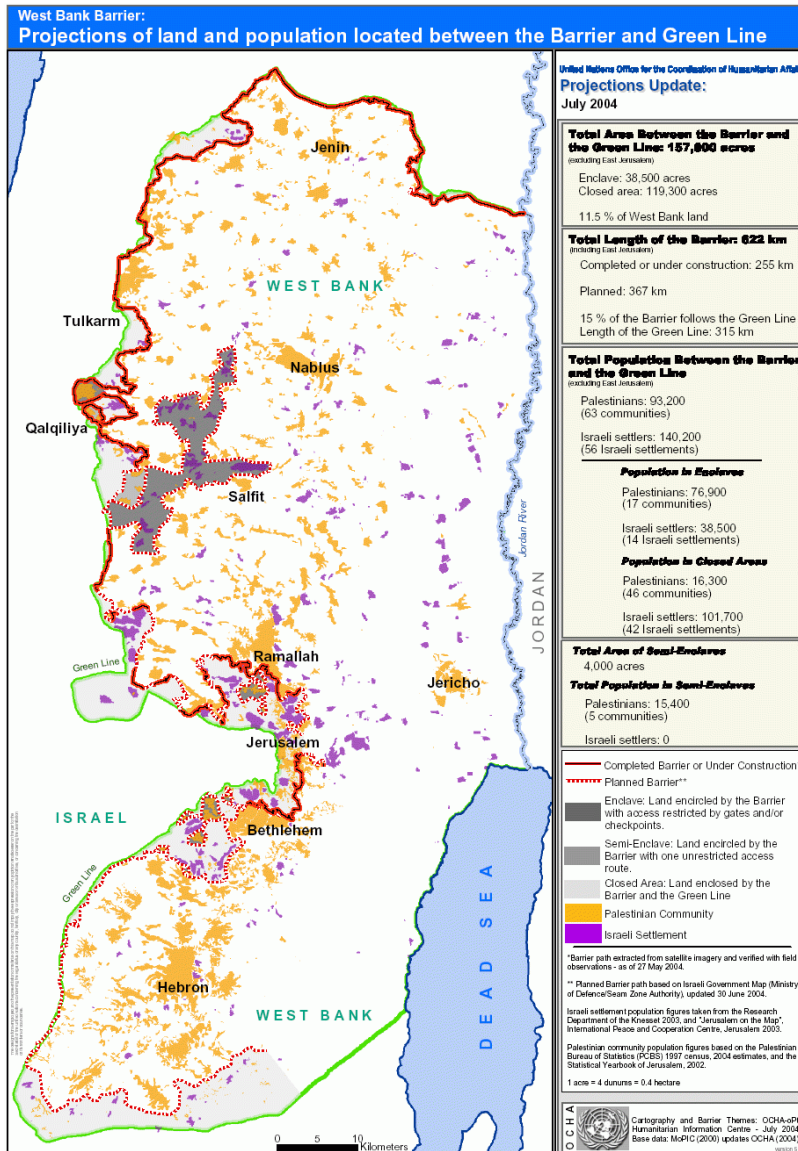 West Bank Barrier:
Projections of land and population located between the Barrier and Green Line
Jenin
WEST BANK
Tulkarm
Nablus
Qalqiliya
Salfit
Jordan River
JORDAN
Green Line
Ramallah
Jericho
Jerusalem
ISRAEL
Bethlehem
Green Line
DEAD SEA
Hebron
WEST BANK
0 5 10
Kilometers
United Nations Office for the Coordination of Humanitarian Affai
Projections Update:
July 2004
Total Area Between the Barrier and
the Green Line: 157,800 acres
(excluding East Jerusalem)
Enclave: 38,500 acres
Closed area: 119,300 acres
11.5 % of West Bank land
Total Length of the Barrier: 622 km
(including East Jerusalem)
Completed or under construction: 255 km
Planned: 367 km
15 % of the Barrier follows the Green Line
Length of the Green Line: 315 km
Total Population Between the Barrier
and the Green Line
(excluding East Jerusalem)
Palestinians: 93,200
(63 communities)
Israeli settlers: 140,200
(56 Israeli settlements)
Population in Enclaves
Palestinians: 76,900
(17 communities)
Israeli settlers: 38,500
(14 Israeli settlements)
Population in Closed Areas
Palestinians: 16,300
(46 communities)
Israeli settlers: 101,700
(42 Israeli settlements)
Total Area of Semi-Enclaves
4,000 acres
Total Population in Semi-Enclaves
Palestinians: 15,400
(5 communities)
Israeli settlers: 0
Completed Barrier or Under Construction
Planned Barrier**
Enclave: Land encircled by the Barrier
with access restricted by gates and/or
checkpoints.
Semi-Enclave: Land encircled by the
Barrier with one unrestricted access
route.
Closed Area: Land enclosed by the
Barrier and the Green Line
Palestinian Community
Israeli Settlement
*Barrier path extracted from satellite imagery and verified with field
observations - as of 27 May 2004.
** Planned Barrier path based on Israeli Government Map (Ministry
of Defence/Seam Zone Authority), updated 30 June 2004.
Israeli settlement population figures taken from the Research
Department of the Knesset 2003, and "Jerusalem on the Map",
International Peace and Cooperation Centre, Jerusalem 2003.
Palestinian community population figures based on the Palestinian
Bureau of Statistics (PCBS) 1997 census, 2004 estimates, and the
Statistical Yearbook of Jerusalem, 2002.
1 acre = 4 dunums = 0.4 hectare
OCHA
Cartography and Barrier Themes: OCHA-oPt
Humanitarian Information Centre - July 2004
Base data: MoPIC (2000) updates OCHA (2004)